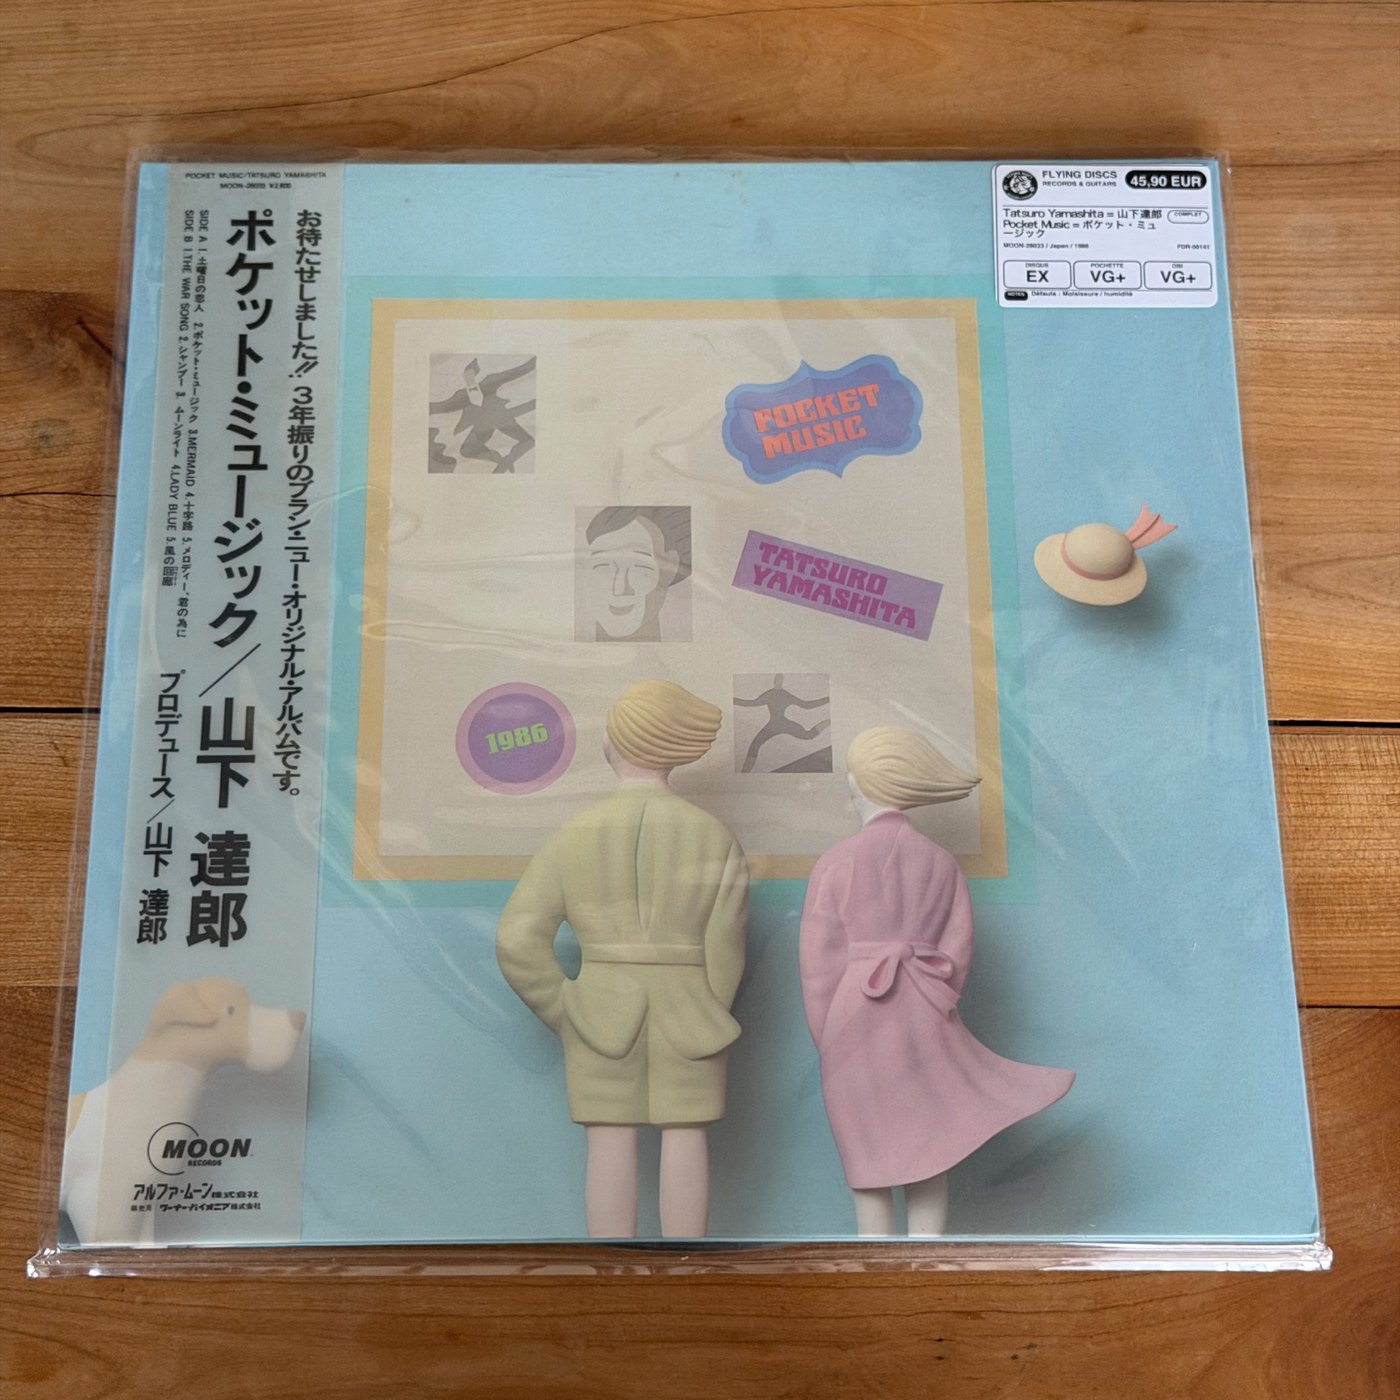 POCKET MUSIC/TATSURO YAMASHITA
MOON-28033 ¥2,800
お待たせしました!! 3年振りのブラン・ニュー・オリジナル・アルバムです。
ポケット・ミュージック/山下 達郎
SIDE A 1.土曜日の恋人 2.ポケット・ミュージック 3.MERMAID 4.十字路 5.メロディー、君の為に
SIDE B 1.THE WAR SONG 2.シャンプー 3.ムーンライト 4.LADY BLUE 5.風の回廊
プロデュース/山下 達郎
MOON
RECORDS
アルファ・ムーン株式会社
販売元 ワーナー・パイオニア株式会社
POCKET
MUSIC
TATSURO
YAMASHITA
1986
FLYING DISCS
RECORDS & GUITARS
45,90 EUR
Tatsuro Yamashita = 山下達郎
Pocket Music = ポケット・ミュ
ージック
COMPLET
MOON-28033 / Japan / 1986
FDR-00141
DISQUE
EX
POCHETTE
VG+
OBI
VG+
NOTES
Défauts : Moisissure / humidité